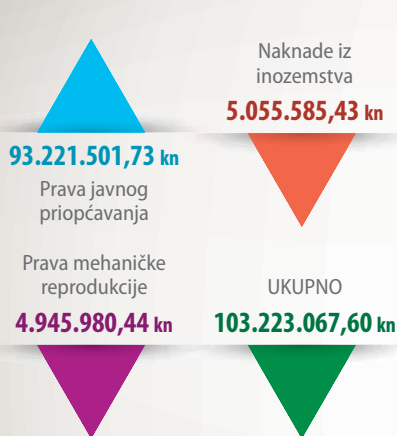 93.221.501,73 kn
Prava javnog
priopćavanja
Naknade iz
inozemstva
5.055.585,43 kn
Prava mehaničke
reprodukcije
4.945.980,44 kn
UKUPNO
103.223.067,60 kn